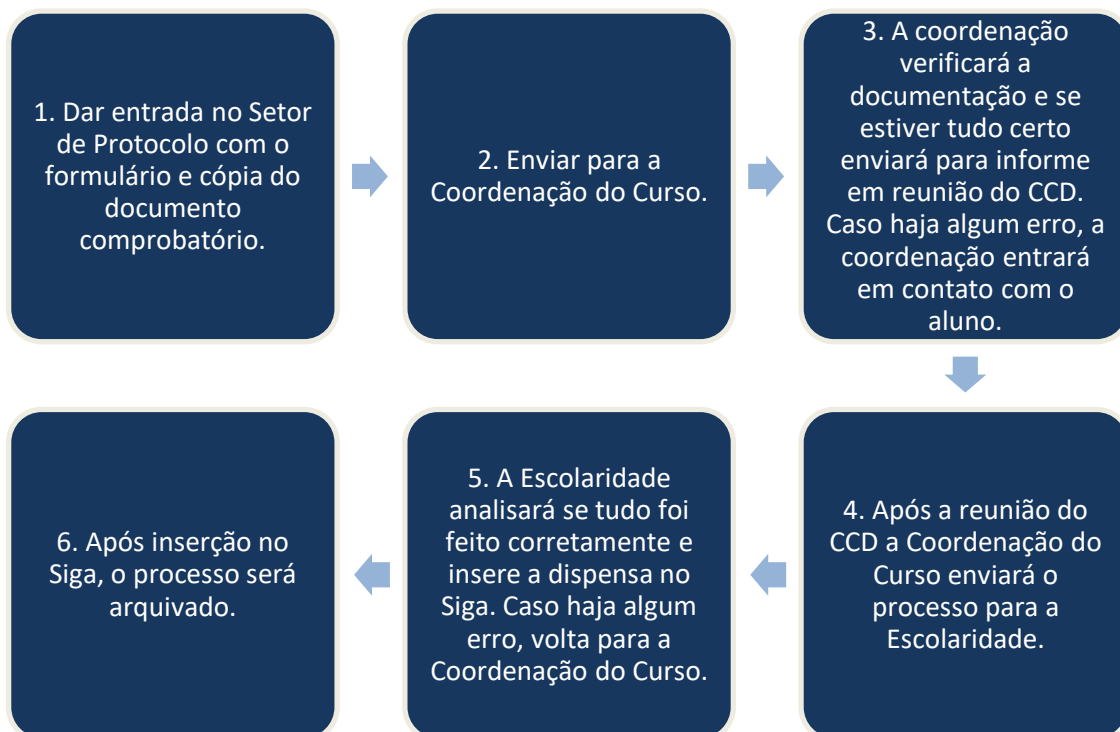 1. Dar entrada no Setor
de Protocolo com o
formulário e cópia do
documento
comprobatório.
2. Enviar para a
Coordenação do Curso.
3. A coordenação
verificará a
documentação e se
estiver tudo certo
enviará para informe
em reunião do CCD.
Caso haja algum erro, a
coordenação entrará
em contato com o
aluno.
4. Após a reunião do
CCD a Coordenação do
Curso enviará o
processo para a
Escolaridade.
5. A Escolaridade
analisará se tudo foi
feito corretamente e
insere a dispensa no
Siga. Caso haja algum
erro, volta para a
Coordenação do Curso.
6. Após inserção no
Siga, o processo será
arquivado.